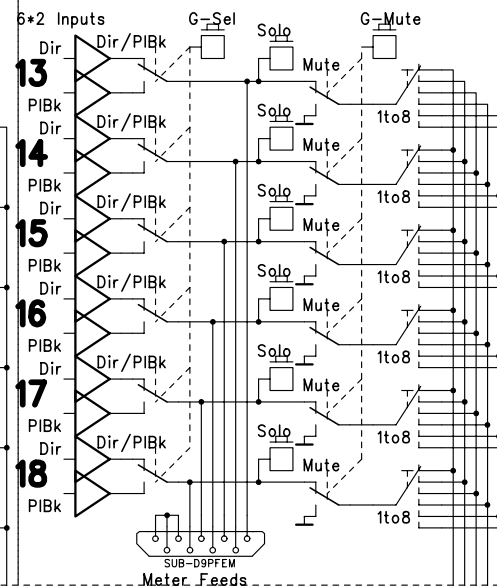 6*2 Inputs G-Sel G-Mute
Solo
Dir Dir/PlBk
13 Mute
PlBk 1to8
Solo
Dir Dir/PlBk
14 Mute
PlBk 1to8
Solo
Dir Dir/PlBk
15 Mute
PlBk 1to8
Solo
Dir Dir/PlBk
16 Mute
PlBk 1to8
Solo
Dir Dir/PlBk
17 Mute
PlBk 1to8
Solo
Dir Dir/PlBk
18 Mute
PlBk 1to8
SUB-D9PFEM
Meter Feeds